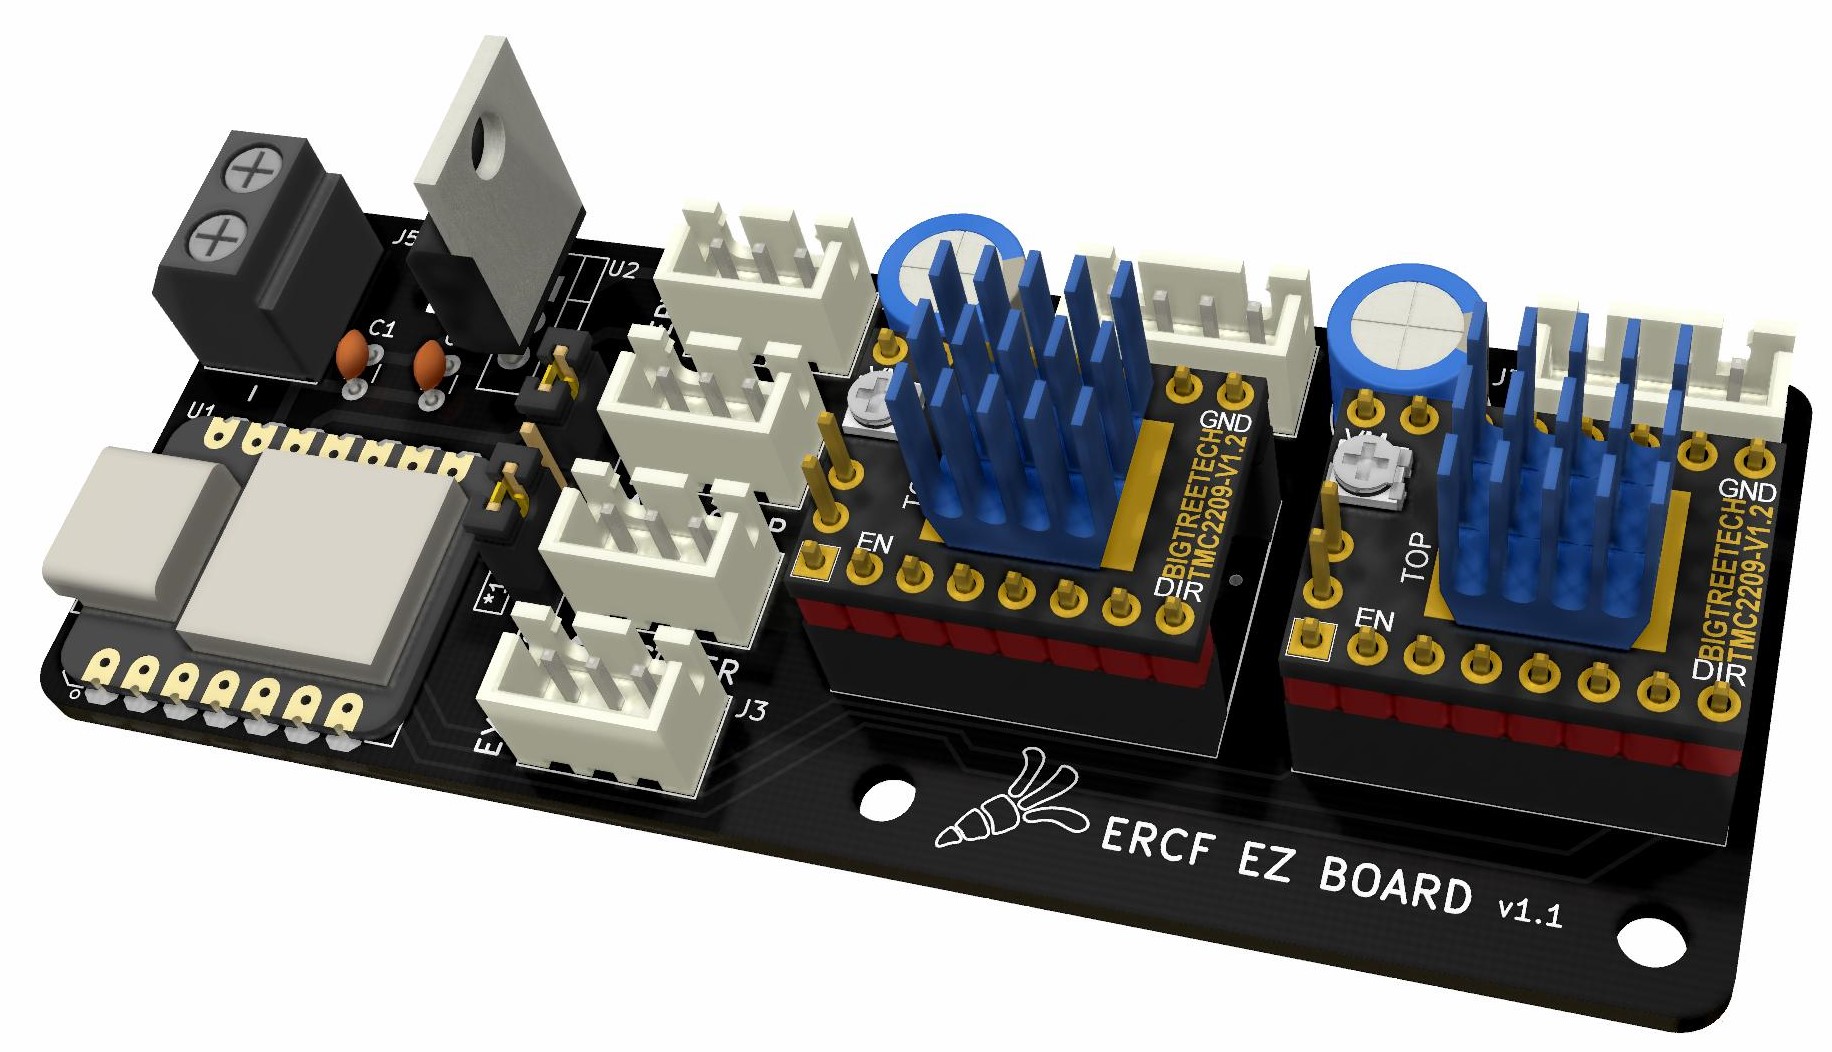 J5
U2
C1
U1
GND
BIGTREETECH
TMC2209-V1.2
EN
DIR
GND
BIGTREETECH
TMC2209-V1.2
TOP
EN
DIR
*1
J3
ERCF EZ BOARD v1.1